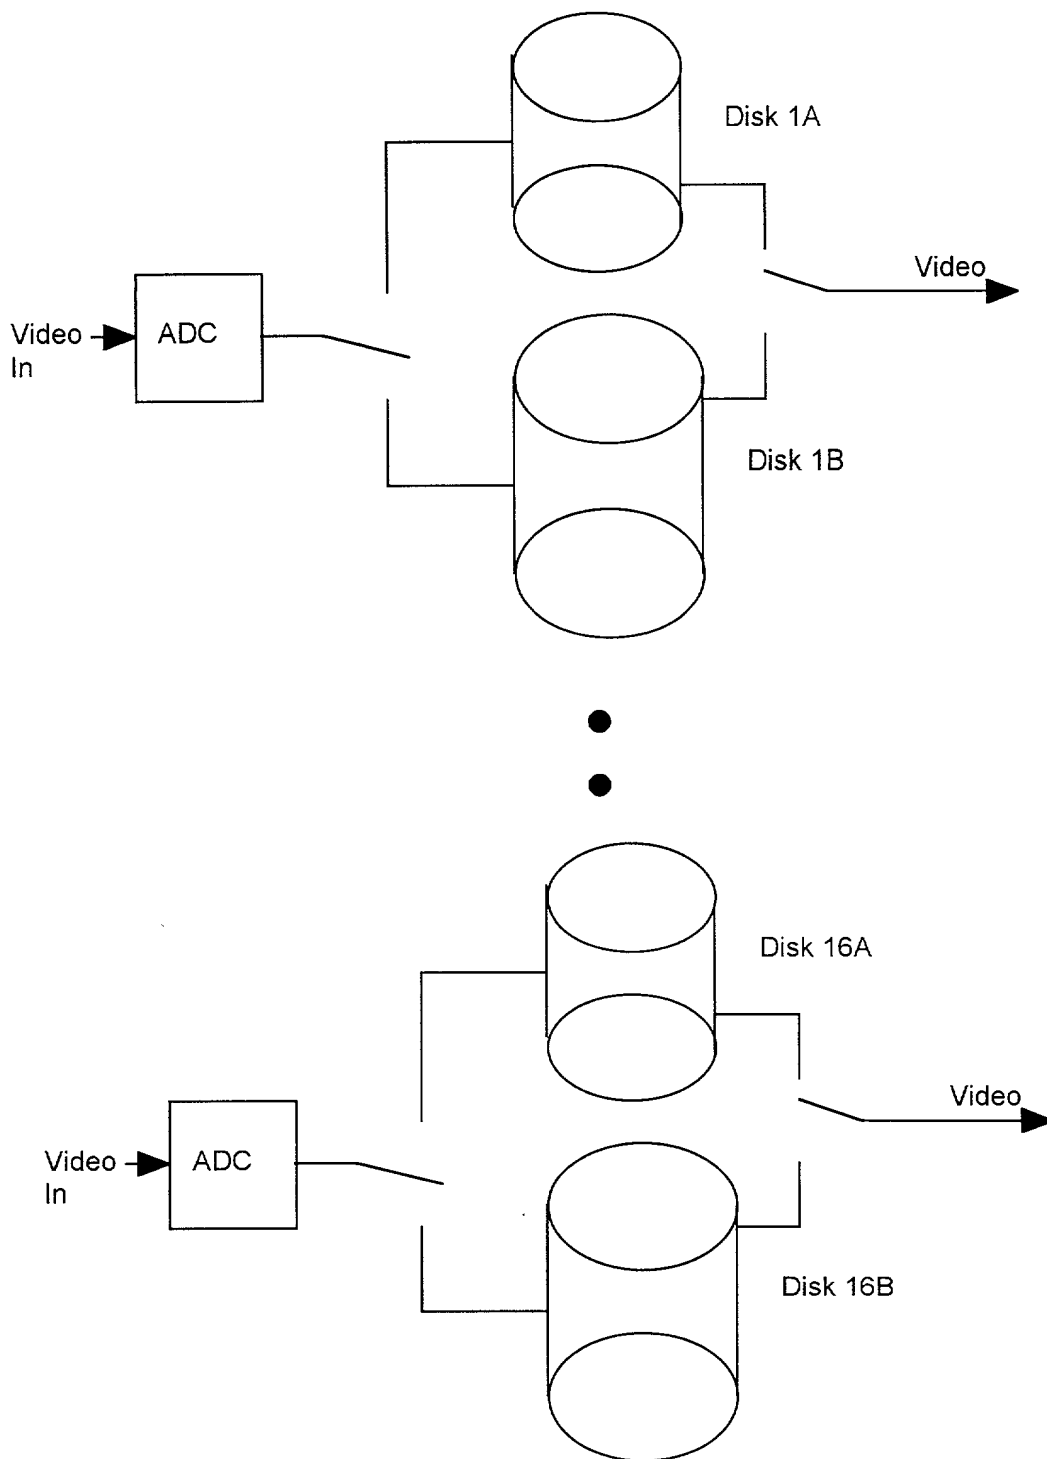 Disk 1A
Video
Video
In
ADC
Disk 1B
Disk 16A
Video
Video
In
ADC
Disk 16B